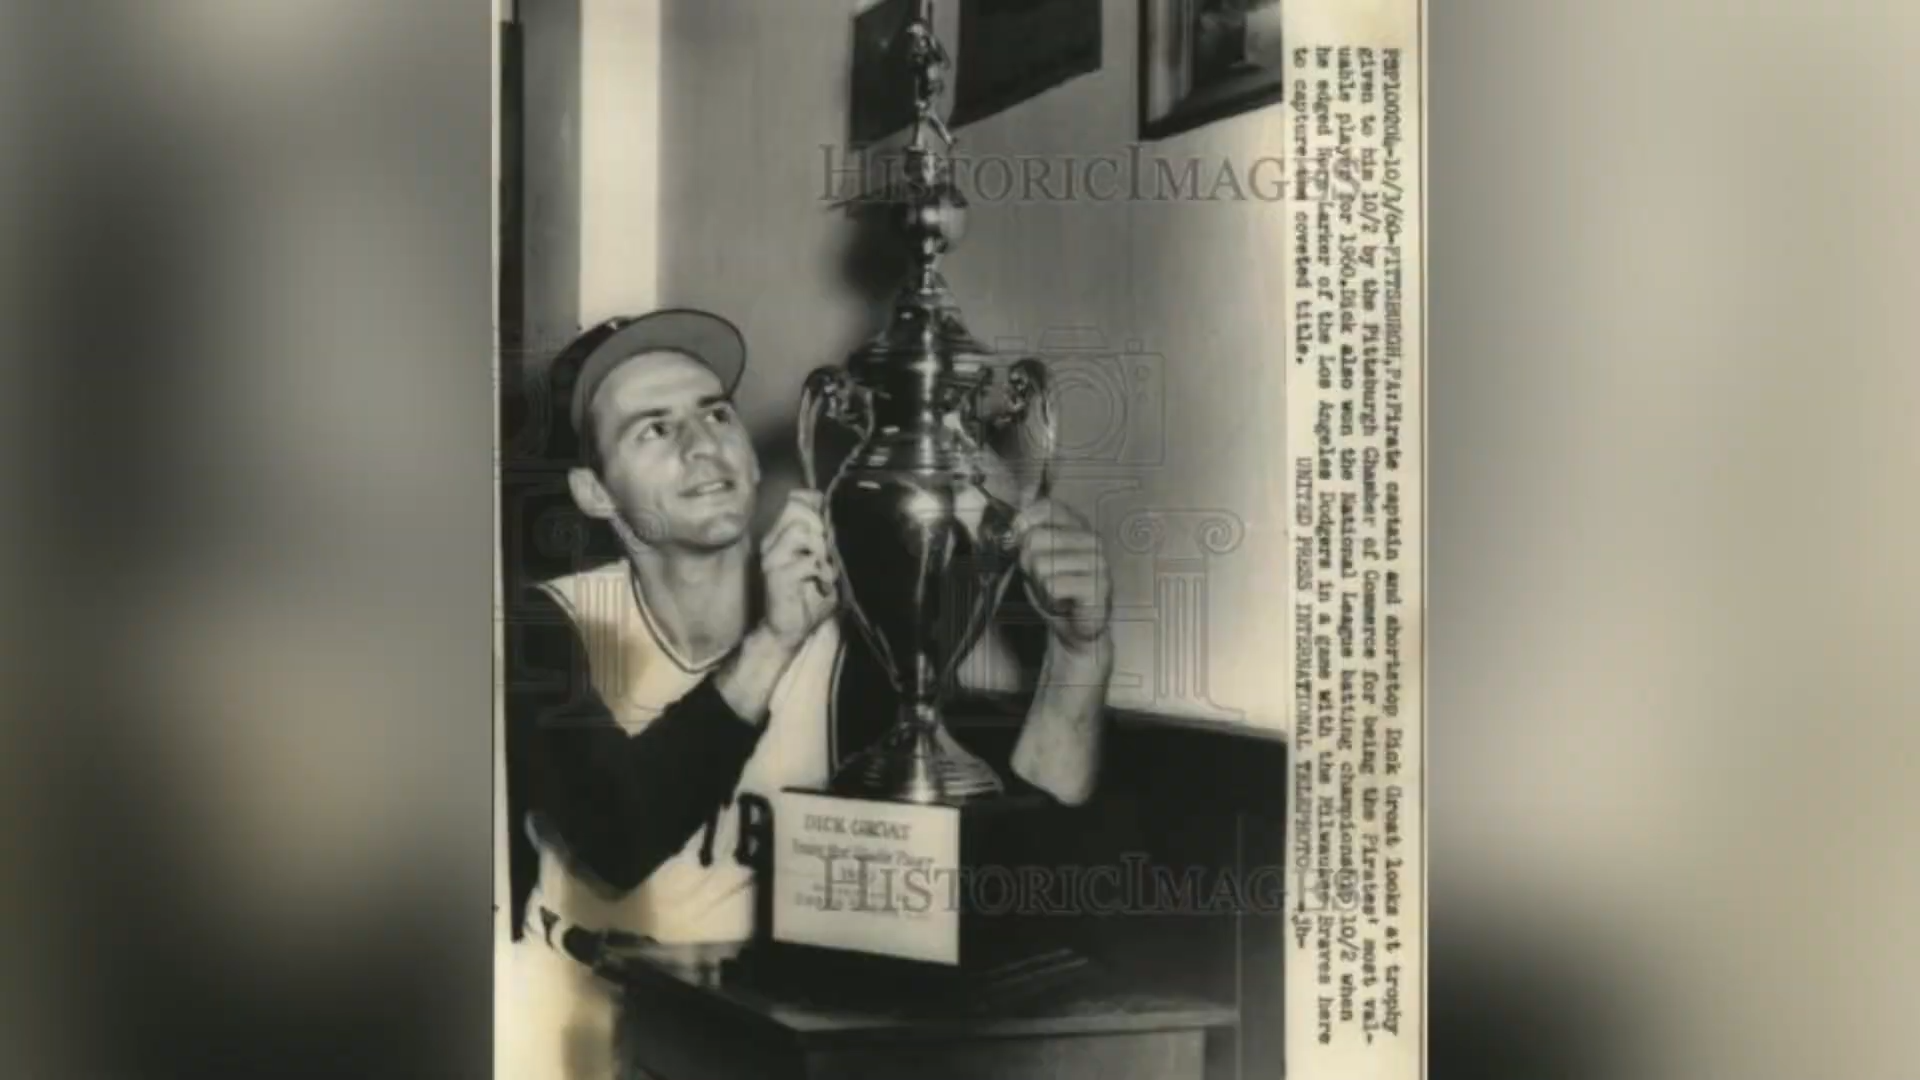 PBP100204-10/3/60-PITTSBURGH,PA:Pirate captain and shortstop Dick Groat looks at trophy
given to him 10/2 by the Pittsburgh Chamber of Commerce for being the Pirates' most val-
uable player for 1960.Dick also won the National League batting championship 10/2 when
he edged Norm Larker of the Los Angeles Dodgers in a game with the Milwaukee Braves here
to capture the coveted title. UNITED PRESS INTERNATIONAL TELEPHOTO -jh-
HISTORICIMAGES
DICK GROAT
HISTORICIMAGES